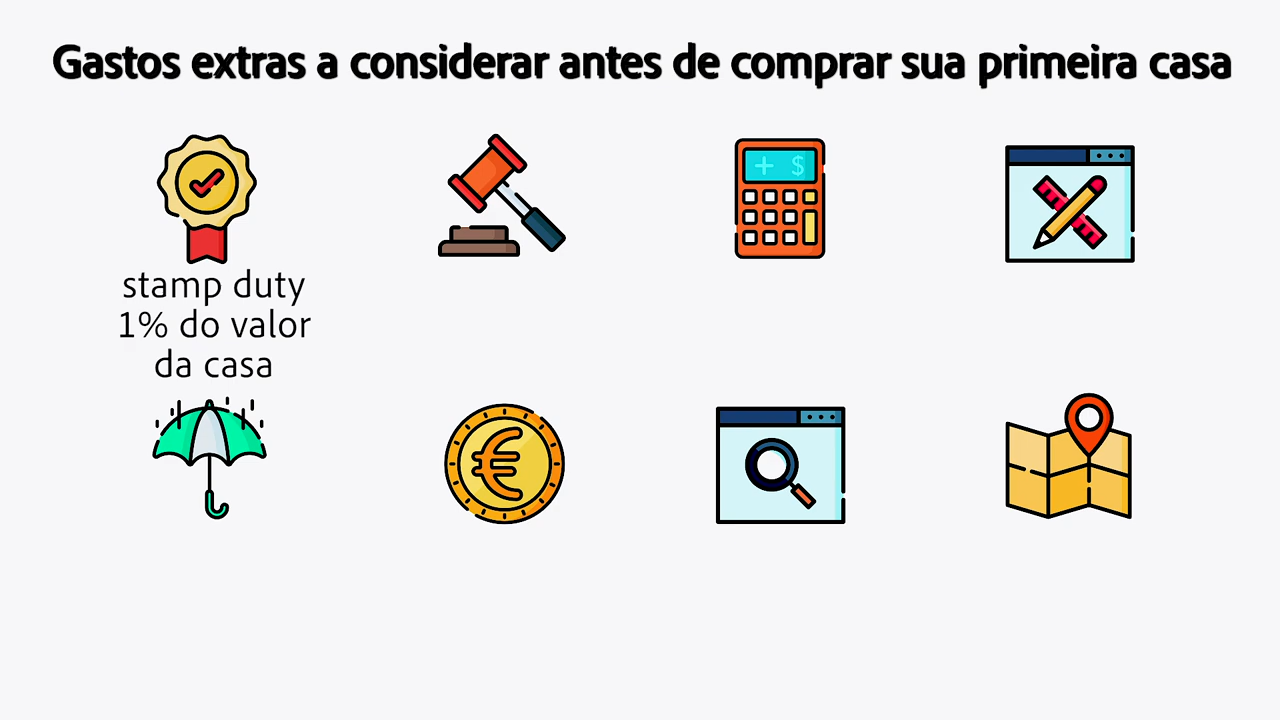 Gastos extras a considerar antes de comprar sua primeira casa
+ $
stamp duty
1% do valor
da casa
€